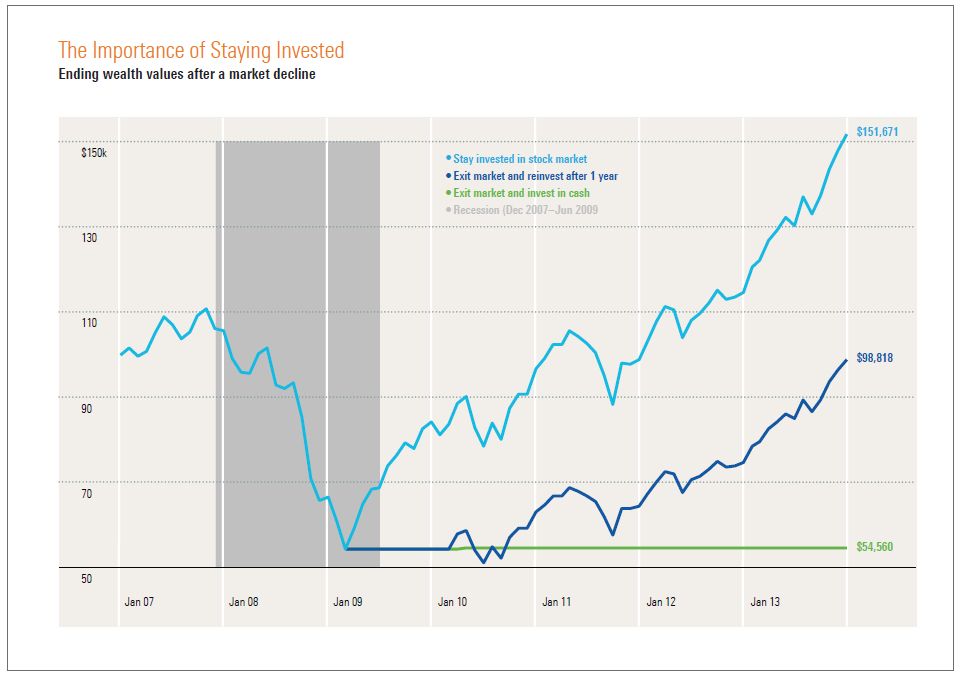 The Importance of Staying Invested
Ending wealth values after a market decline
$151,671
$150k
• Stay invested in stock market
• Exit market and reinvest after 1 year
• Exit market and invest in cash
• Recession (Dec 2007–Jun 2009
130
110
$98,818
90
70
$54,560
50
Jan 07 Jan 08 Jan 09 Jan 10 Jan 11 Jan 12 Jan 13